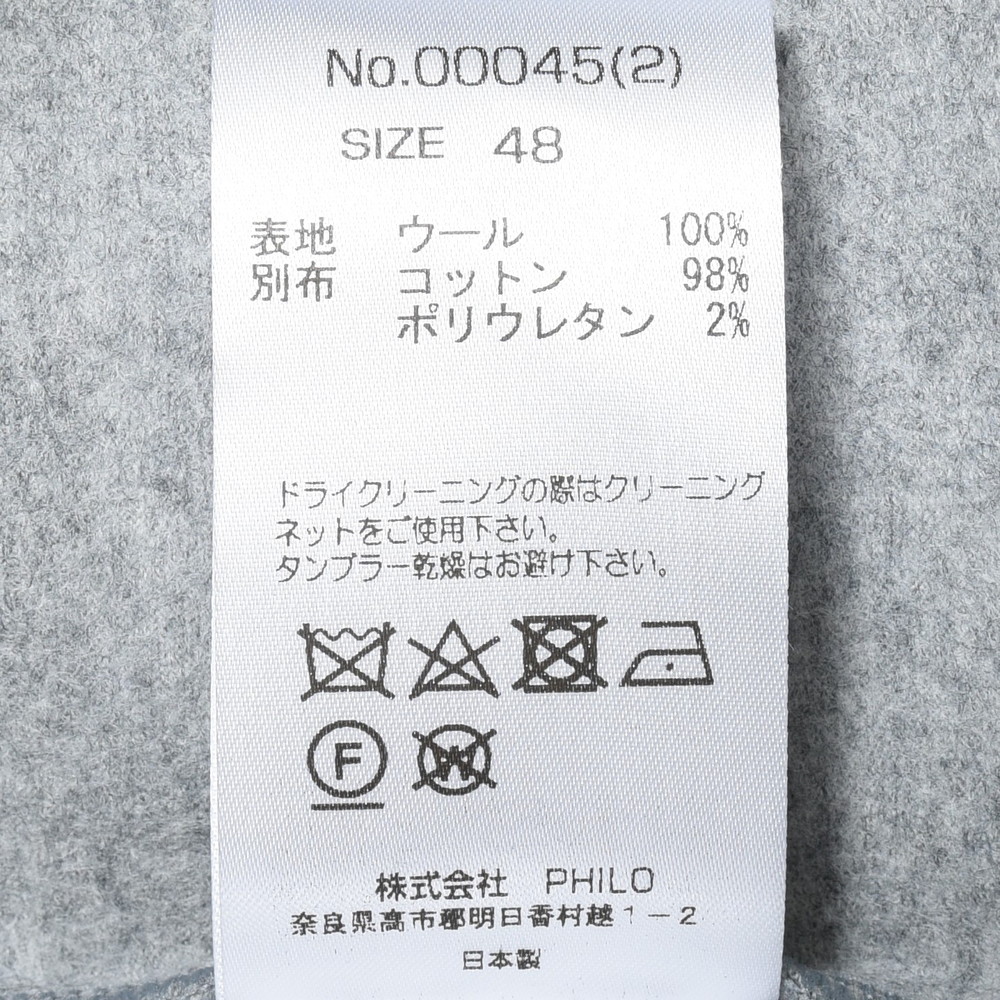 No.00045(2)
SIZE 48
表地 ウール 100%
別布 コットン 98%
ポリウレタン 2%
ドライクリーニングの際はクリーニング
ネットをご使用下さい。
タンブラー乾燥はお避け下さい。
F
W
株式会社 PHILO
奈良県高市郡明日香村越1-2
日本製